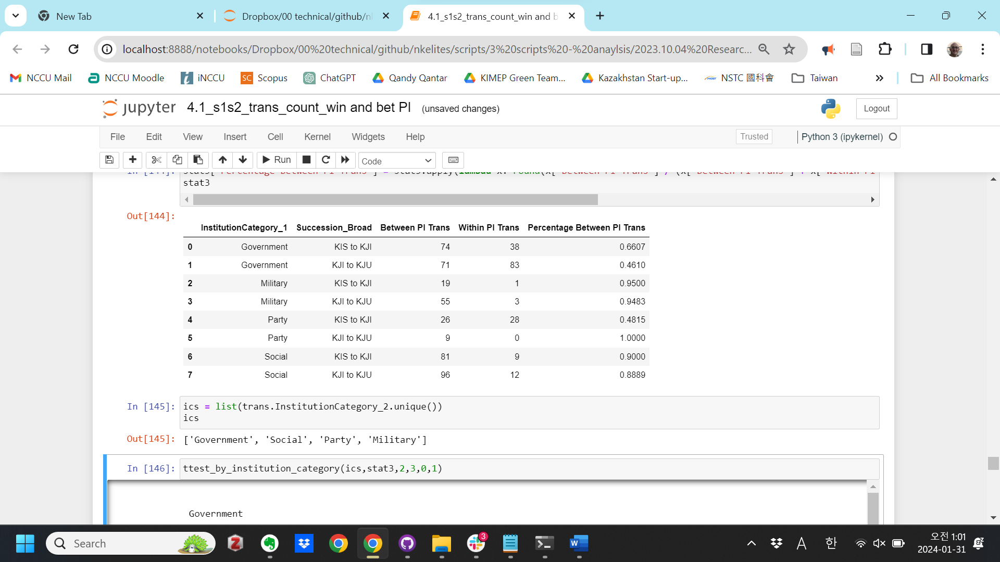 New Tab
Dropbox/00 technical/github/n
4.1_s1s2_trans_count_win and b
localhost:8888/notebooks/Dropbox/00%20technical/github/nkelites/scripts/3%20scripts%20-%20anaylsis/2023.10.04%20Researc...
NCCU Mail
NCCU Moodle
iNCCU
SC Scopus
ChatGPT
Qandy Qantar
KIMEP Green Team...
Kazakhstan Start-up...
NSTC 國科會
Taiwan
»
All Bookmarks
jupyter 4.1_s1s2_trans_count_win and bet PI (unsaved changes)
Logout
File Edit View Insert Cell Kernel Widgets Help
Trusted
Python 3 (ipykernel)
Run
Code
stat3
Out[144]:
InstitutionCategory_1 Succession_Broad Between PI Trans Within PI Trans Percentage Between PI Trans
0 Government KIS to KJI 74 38 0.6607
1 Government KJI to KJU 71 83 0.4610
2 Military KIS to KJI 19 1 0.9500
3 Military KJI to KJU 55 3 0.9483
4 Party KIS to KJI 26 28 0.4815
5 Party KJI to KJU 9 0 1.0000
6 Social KIS to KJI 81 9 0.9000
7 Social KJI to KJU 96 12 0.8889
In [145]: ics = list(trans.InstitutionCategory_2.unique())
ics
Out[145]: ['Government', 'Social', 'Party', 'Military']
In [146]: ttest_by_institution_category(ics,stat3,2,3,0,1)
Government
Search
Z
3
W
A
한
오전 1:01
2024-01-31